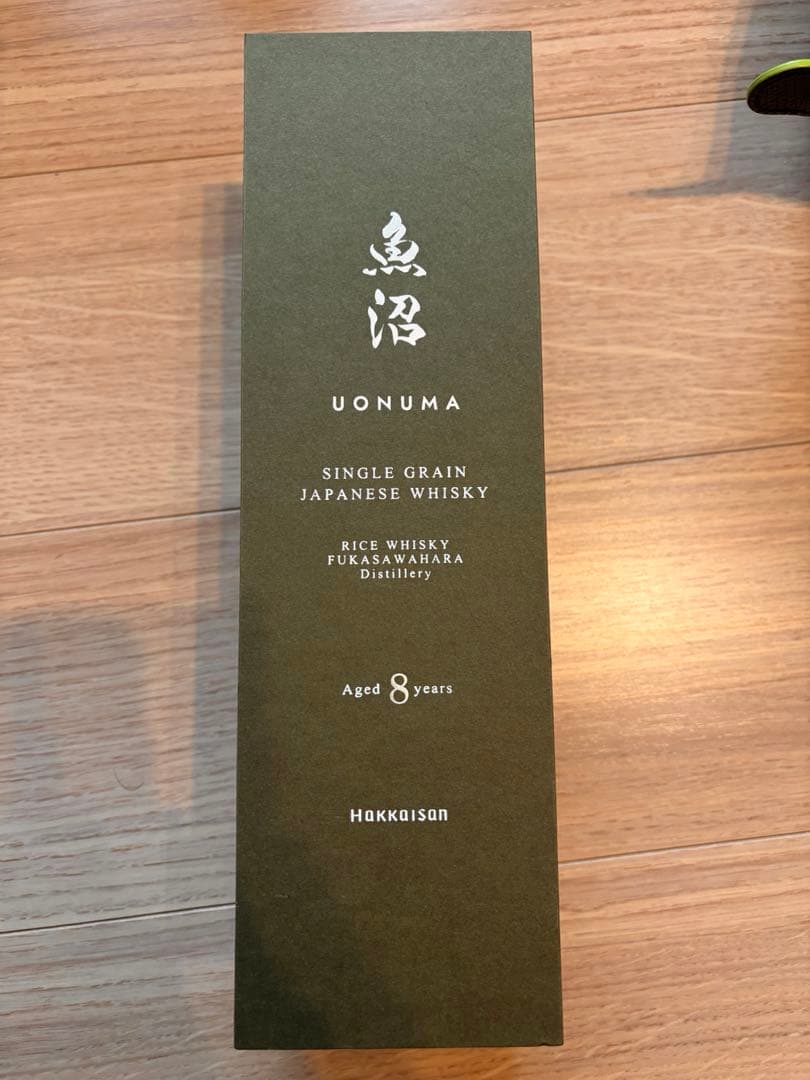 魚沼
UONUMA
SINGLE GRAIN
JAPANESE WHISKY
RICE WHISKY
FUKASAWAHARA
Distillery
Aged 8 years
Hakkaisan